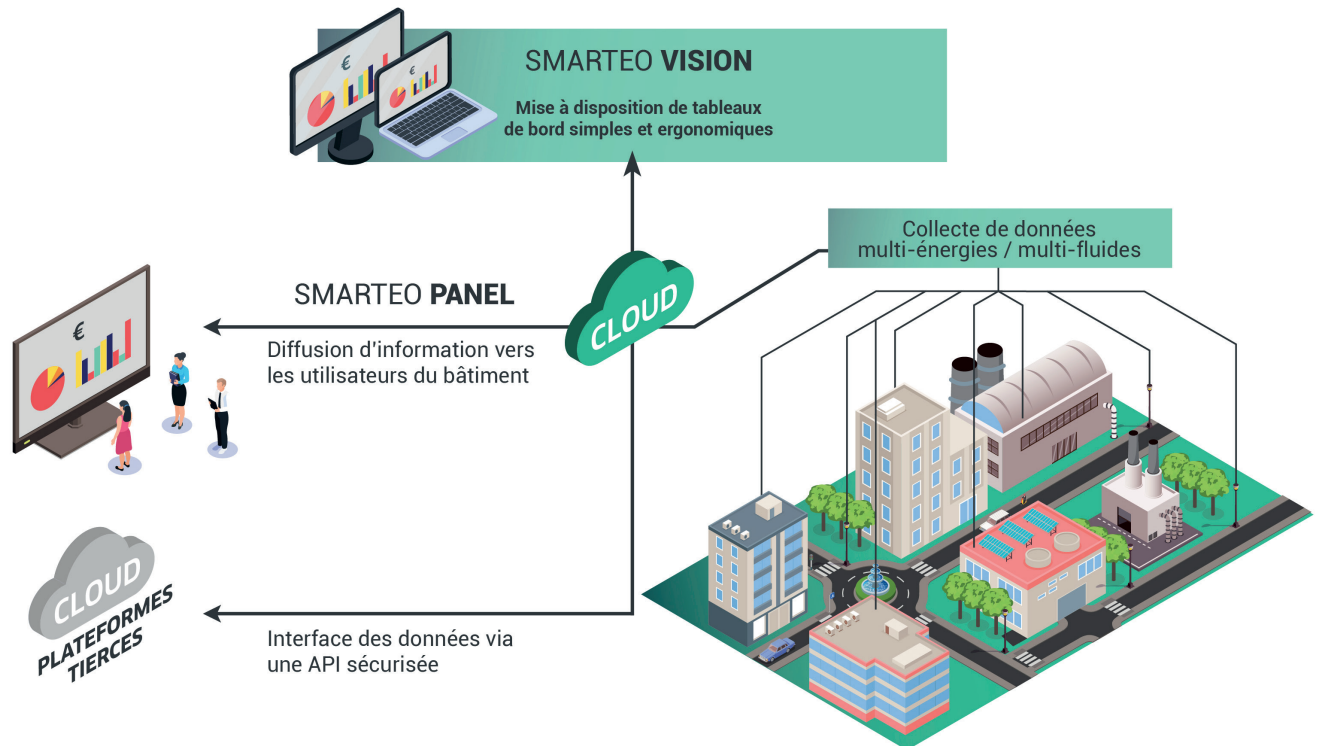 SMARTEO VISION
Mise à disposition de tableaux
de bord simples et ergonomiques
€
€
Collecte de données
multi-énergies / multi-fluides
CLOUD
SMARTEO PANEL
Diffusion d'information vers
les utilisateurs du bâtiment
€
CLOUD
PLATEFORMES
TIERCES
Interface des données via
une API sécurisée